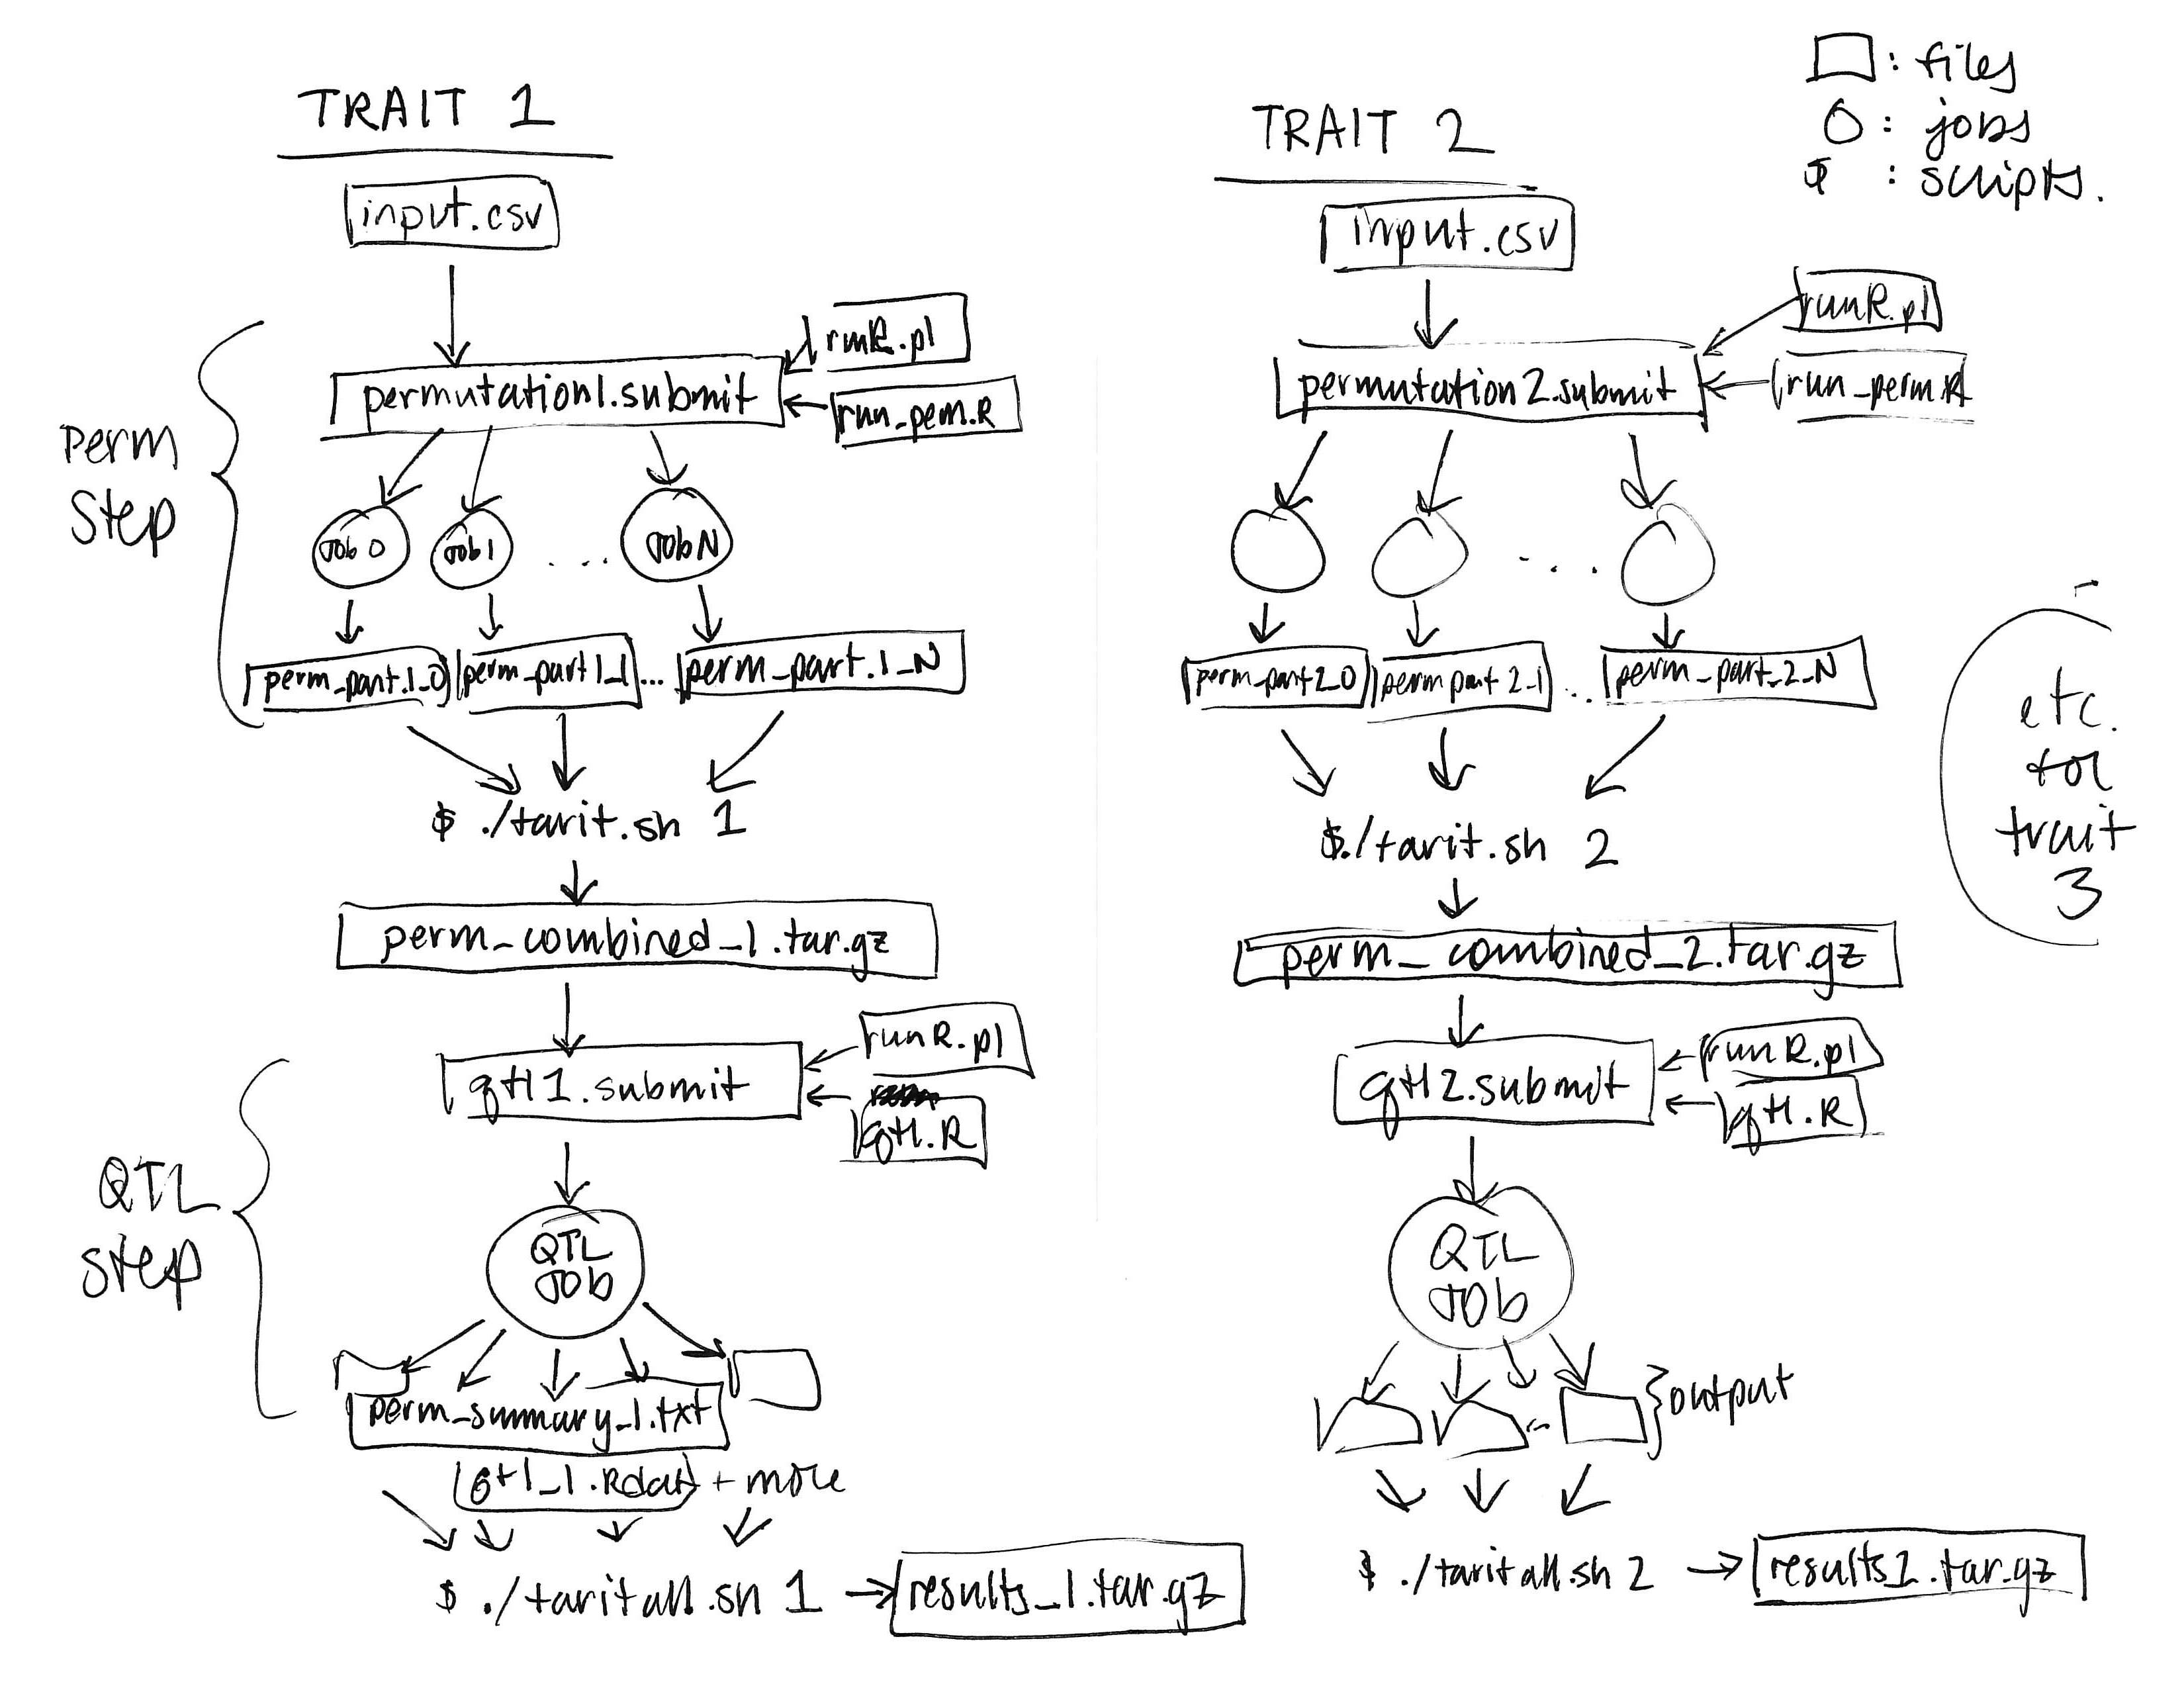 TRAIT 1
input.csv
runR.pl
permutation1.submit
run_perm.R
perm
step
Job 0
Job 1
...
Job N
perm_part.1_0
perm_part 1_1
...
perm_part.1_N
$ ./tarit.sh 1
perm_combined_1.tar.gz
runR.pl
qtl1.submit
qtl.R
QTL
step
QTL
Job
perm_summary_1.txt
qtl_1.Rdat + more
$ ./taritall.sh 1 → results_1.tar.gz
TRAIT 2
input.csv
runR.pl
permutation2.submit
run_perm.R
...
perm_part2_0
perm part 2_1
...
perm_part_2_N
$./tarit.sh 2
perm_combined_2.tar.gz
runR.pl
qtl2.submit
qtl.R
QTL
Job
output
$ ./taritall.sh 2 → results2.tar.gz
: files
: jobs
$ : scripts.
etc.
for
trait
3